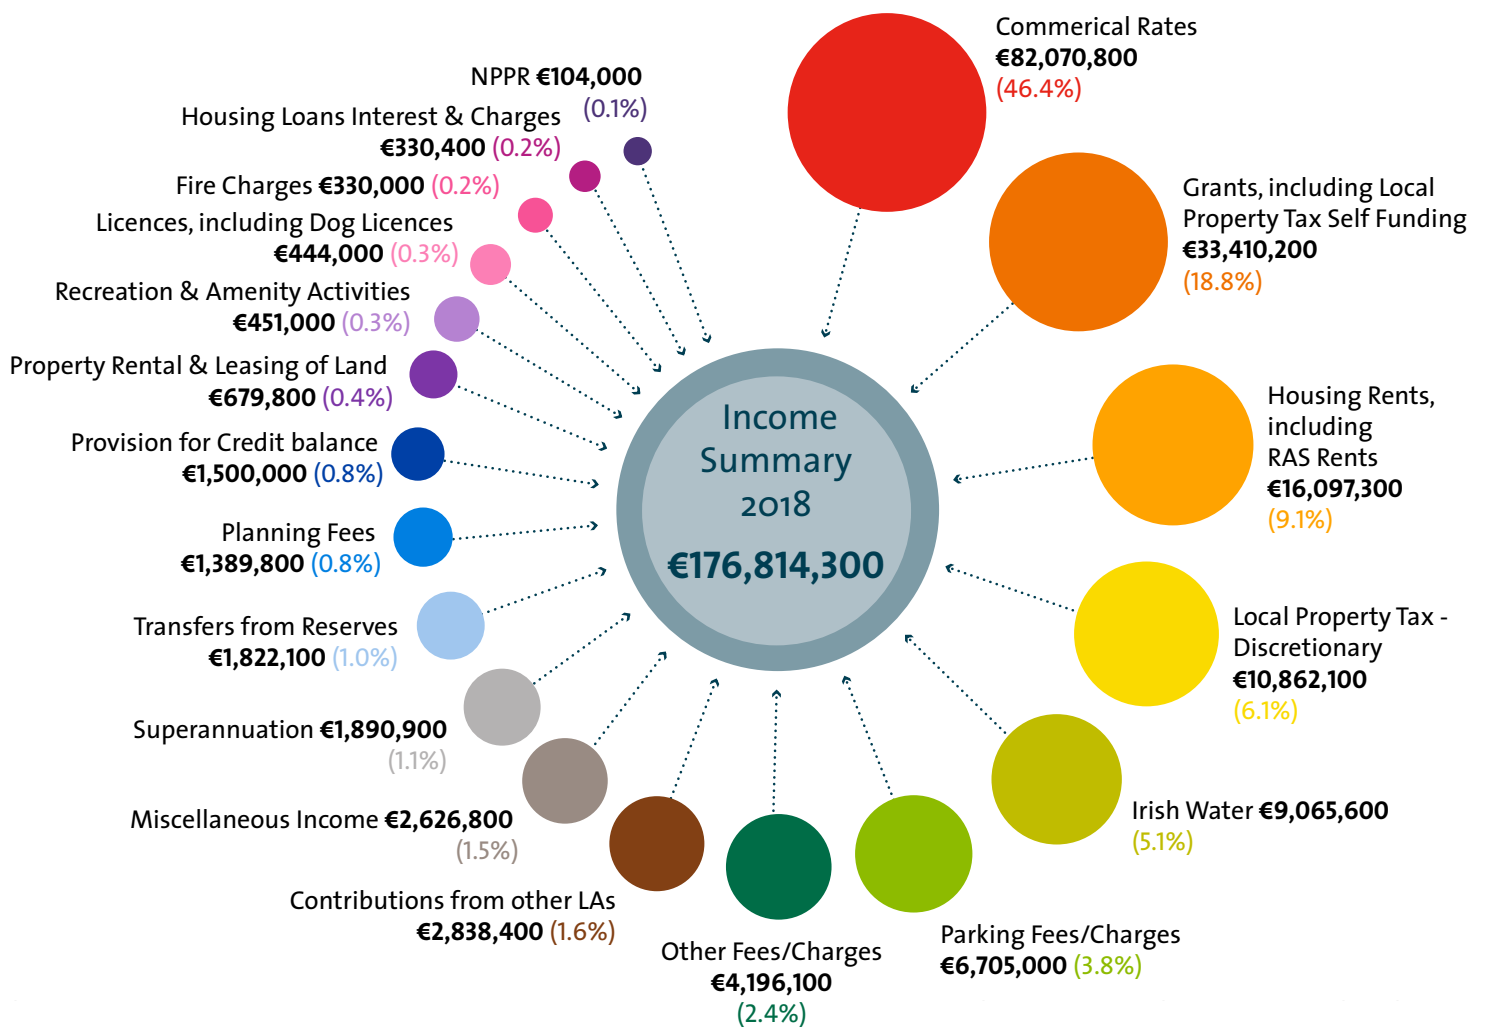 Income
Summary
2018
€176,814,300
Commerical Rates
€82,070,800
(46.4%)
Grants, including Local
Property Tax Self Funding
€33,410,200
(18.8%)
Housing Rents,
including
RAS Rents
€16,097,300
(9.1%)
Local Property Tax -
Discretionary
€10,862,100
(6.1%)
Irish Water €9,065,600
(5.1%)
Parking Fees/Charges
€6,705,000 (3.8%)
Other Fees/Charges
€4,196,100
(2.4%)
Contributions from other LAs
€2,838,400 (1.6%)
Miscellaneous Income €2,626,800
(1.5%)
Superannuation €1,890,900
(1.1%)
Transfers from Reserves
€1,822,100 (1.0%)
Planning Fees
€1,389,800 (0.8%)
Provision for Credit balance
€1,500,000 (0.8%)
Property Rental & Leasing of Land
€679,800 (0.4%)
Recreation & Amenity Activities
€451,000 (0.3%)
Licences, including Dog Licences
€444,000 (0.3%)
Fire Charges €330,000 (0.2%)
Housing Loans Interest & Charges
€330,400 (0.2%)
NPPR €104,000
(0.1%)